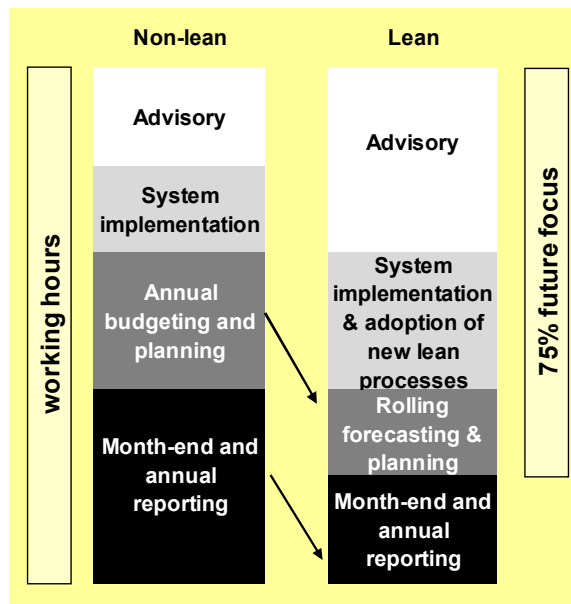 Non-lean
Lean
working hours
Advisory
System
implementation
Annual
budgeting and
planning
Month-end and
annual
reporting
Advisory
System
implementation
& adoption of
new lean
processes
Rolling
forecasting &
planning
Month-end and
annual
reporting
75% future focus